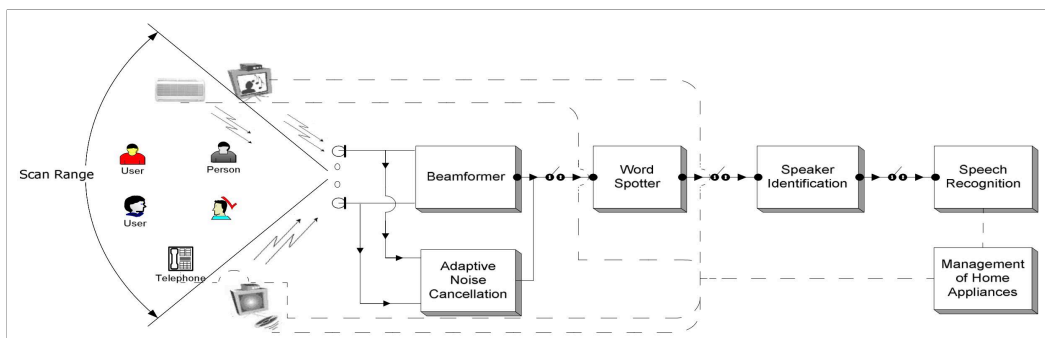 Scan Range
User
Person
User
Telephone
Beamformer
Adaptive
Noise
Cancellation
Word
Spotter
Speaker
Identification
Speech
Recognition
Management
of Home
Appliances